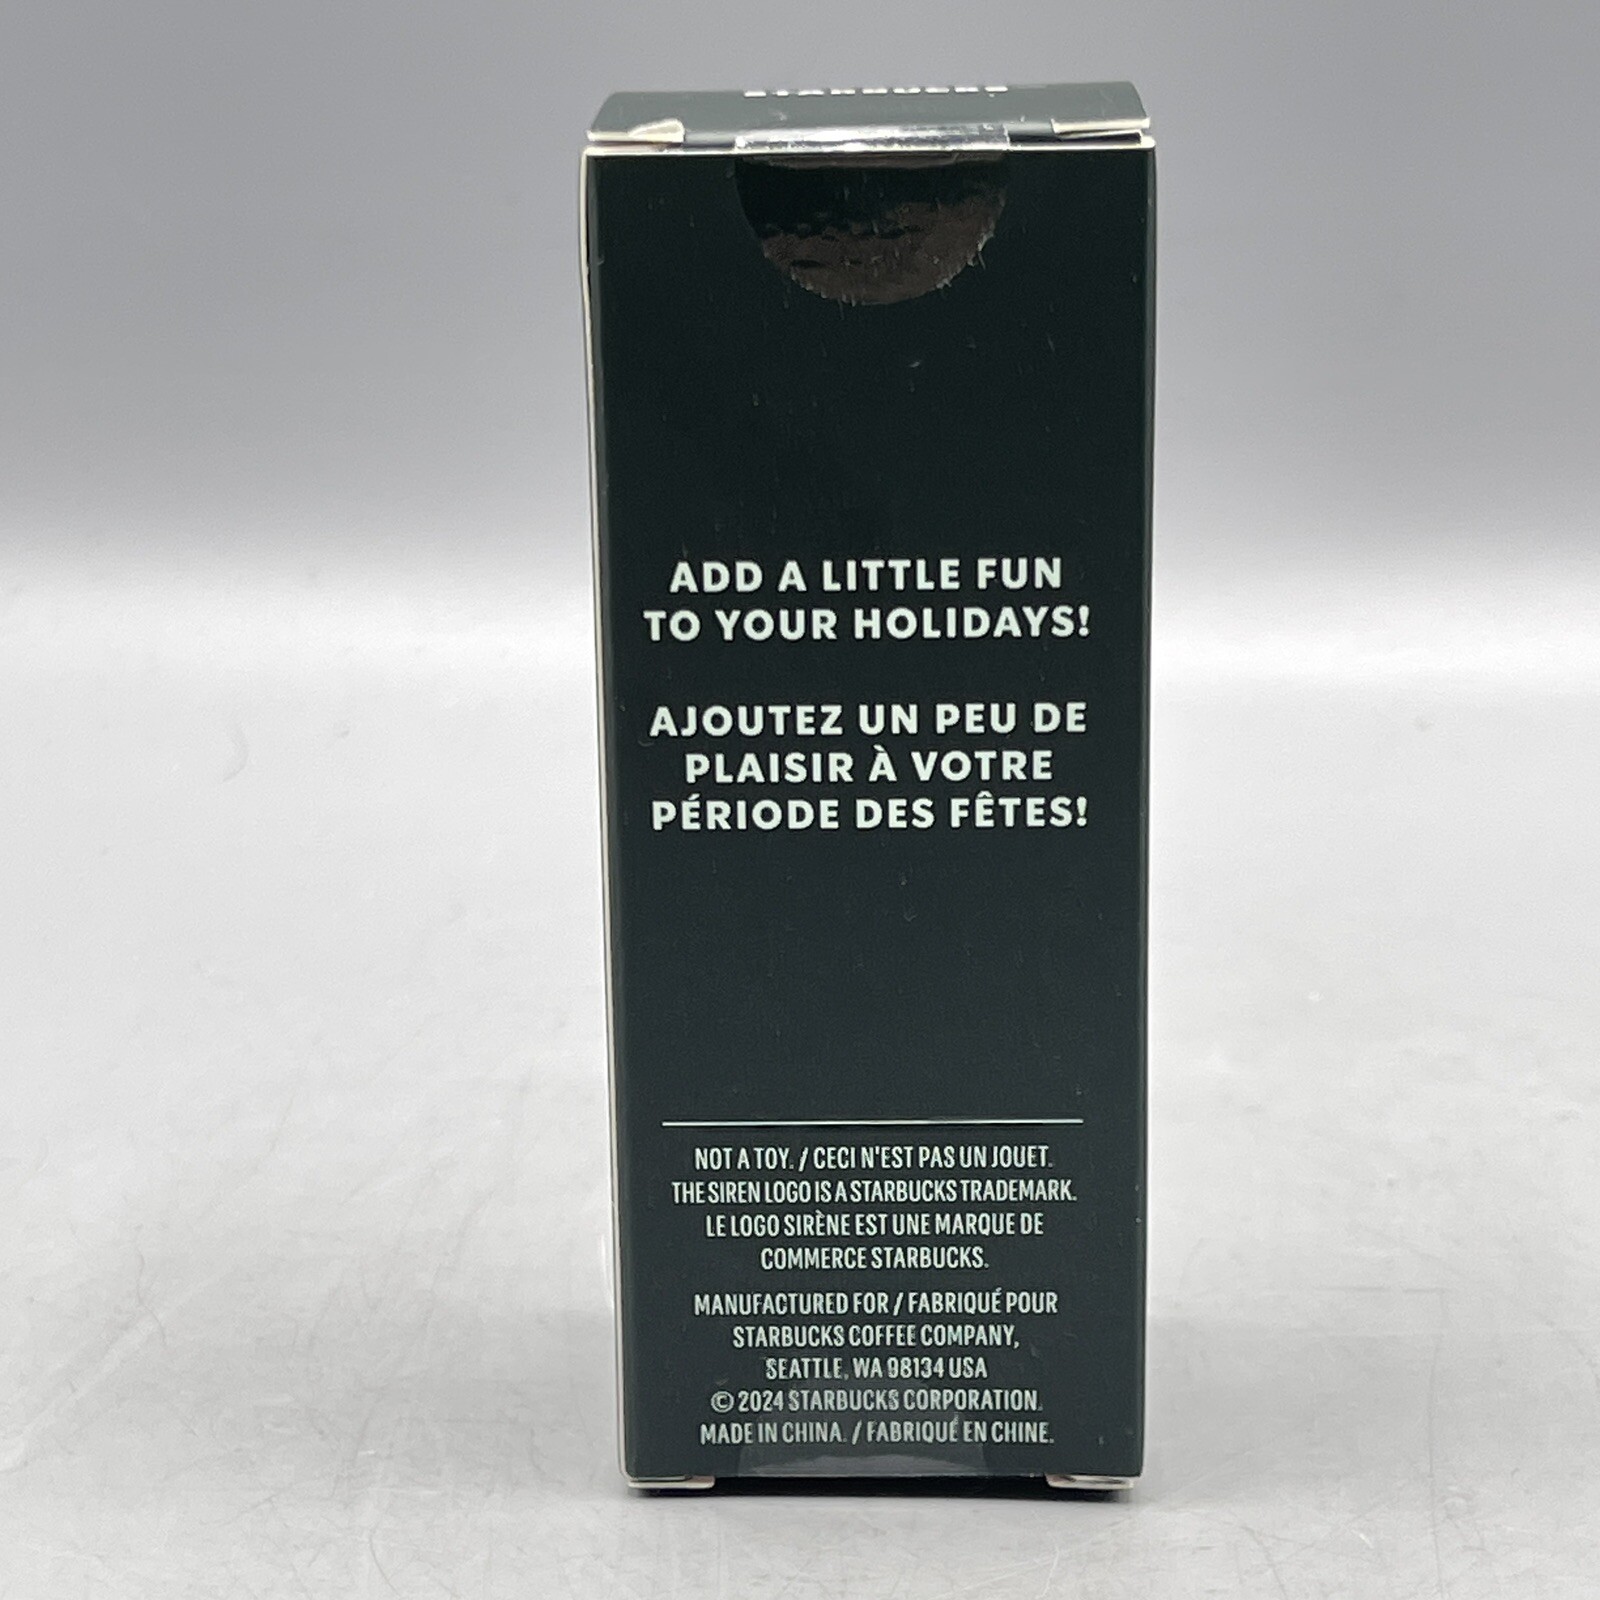 STARBUCKS
ADD A LITTLE FUN
TO YOUR HOLIDAYS!
AJOUTEZ UN PEU DE
PLAISIR À VOTRE
PÉRIODE DES FÊTES!
NOT A TOY. / CECI N'EST PAS UN JOUET.
THE SIREN LOGO IS A STARBUCKS TRADEMARK.
LE LOGO SIRÈNE EST UNE MARQUE DE
COMMERCE STARBUCKS.
MANUFACTURED FOR / FABRIQUÉ POUR
STARBUCKS COFFEE COMPANY,
SEATTLE, WA 98134 USA
© 2024 STARBUCKS CORPORATION.
MADE IN CHINA. / FABRIQUÉ EN CHINE.